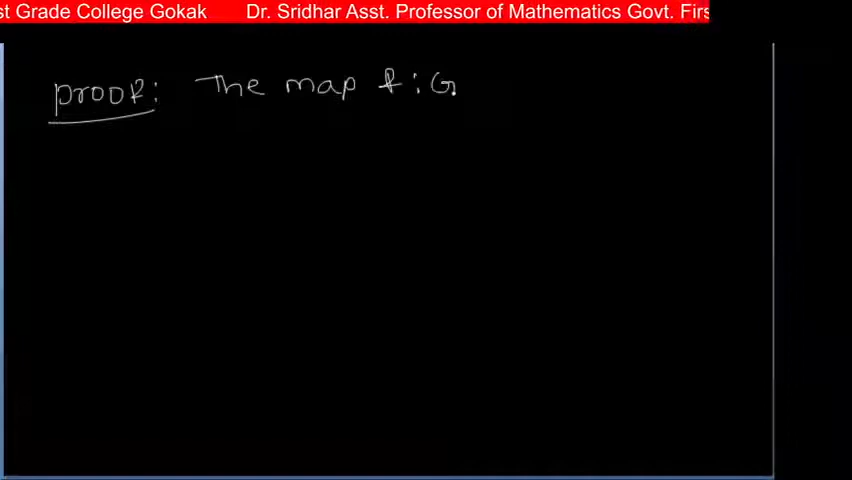 st Grade College Gokak Dr. Sridhar Asst. Professor of Mathematics Govt. Firs
proof: The map f : G